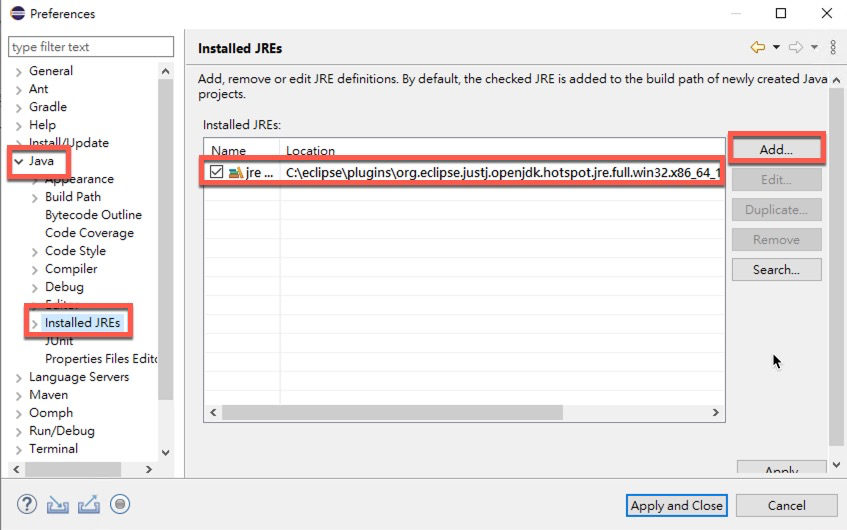 Preferences
type filter text
Installed JREs
General
Ant
Gradle
Help
Install/Update
Java
Appearance
Build Path
Bytecode Outline
Code Coverage
Code Style
Compiler
Debug
Editor
Installed JREs
JUnit
Properties Files Edito
Language Servers
Maven
Oomph
Run/Debug
Terminal
Add, remove or edit JRE definitions. By default, the checked JRE is added to the build path of newly created Java
projects.
Installed JREs:
Name Location
jre ... C:\eclipse\plugins\org.eclipse.justj.openjdk.hotspot.jre.full.win32.x86_64_1
Add...
Edit...
Duplicate...
Remove
Search...
Apply
Apply and Close
Cancel